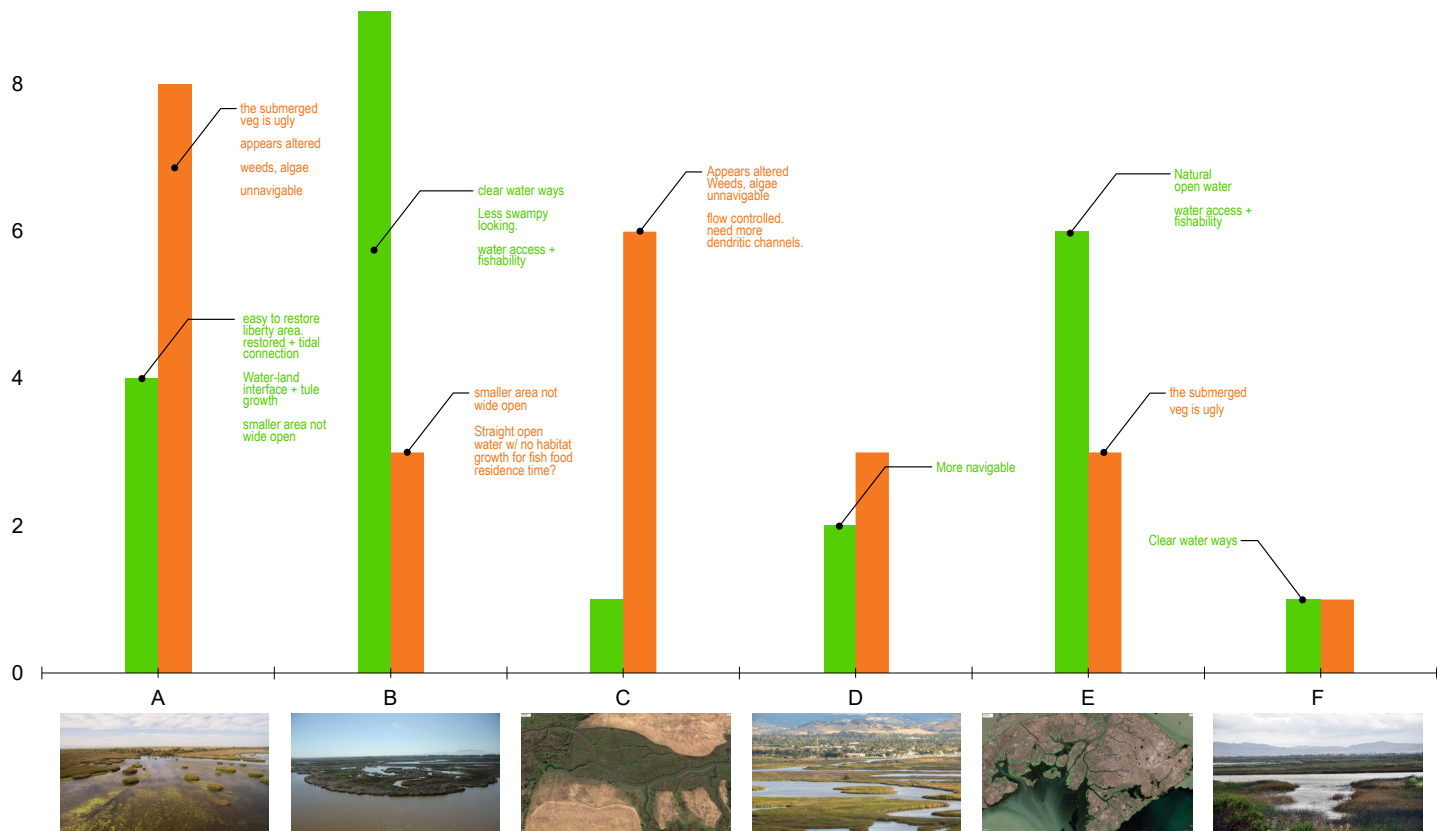 8
6
4
2
0
the submerged
veg is ugly
appears altered
weeds, algae
unnavigable
easy to restore
liberty area.
restored + tidal
connection
Water-land
interface + tule
growth
smaller area not
wide open
clear water ways
Less swampy
looking.
water access +
fishability
smaller area not
wide open
Straight open
water w/ no habitat
growth for fish food
residence time?
Appears altered
Weeds, algae
unnavigable
flow controlled.
need more
dendritic channels.
More navigable
Natural
open water
water access +
fishability
the submerged
veg is ugly
Clear water ways
A
B
C
D
E
F